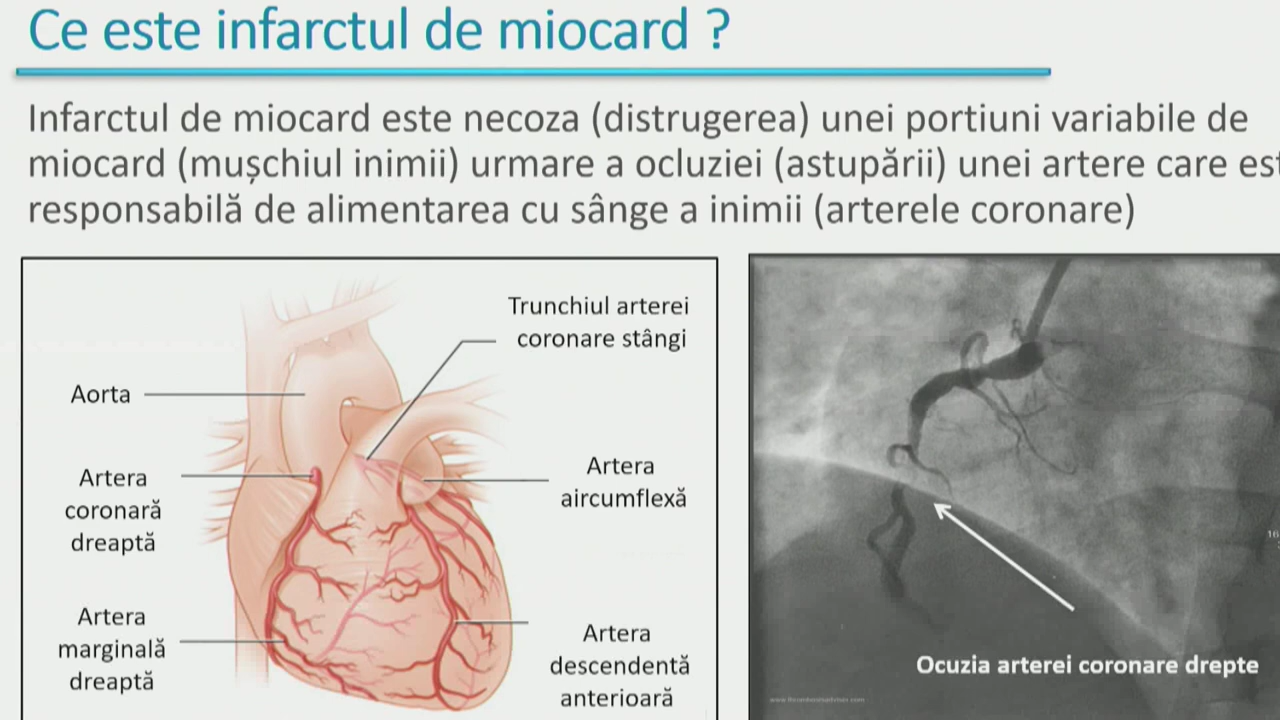 Ce este infarctul de miocard ?
Infarctul de miocard este necoza (distrugerea) unei portiuni variabile de
miocard (mușchiul inimii) urmare a ocluziei (astupării) unei artere care est
responsabilă de alimentarea cu sânge a inimii (arterele coronare)
Trunchiul arterei
coronare stângi
Aorta
Artera
coronară
dreaptă
Artera
aircumflexă
Artera
marginală
dreaptă
Artera
descendentă
anterioară
16
Ocuzia arterei coronare drepte